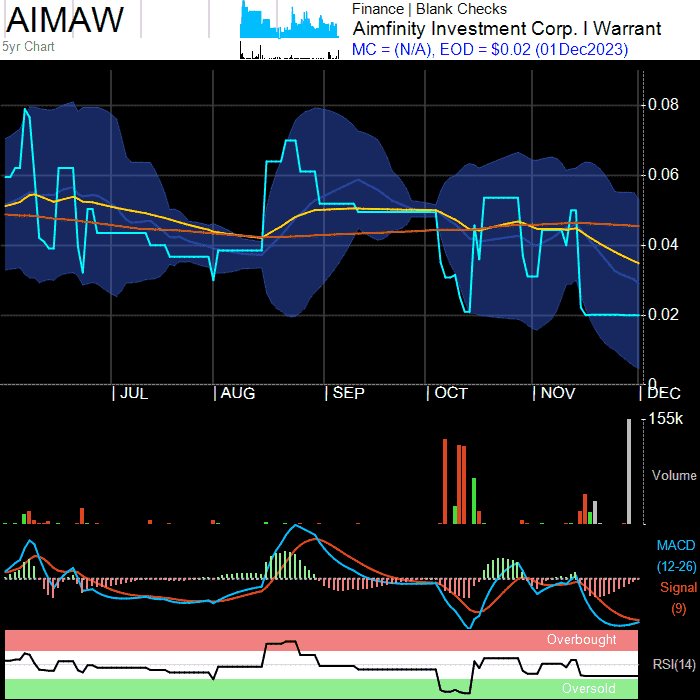 AIMAW
5yr Chart
Finance | Blank Checks
Aimfinity Investment Corp. I Warrant
MC = (N/A), EOD = $0.02 (01Dec2023)
0.08
0.06
0.04
0.02
0
JUL
AUG
SEP
OCT
NOV
DEC
155k
Volume
MACD
(12-26)
Signal
(9)
Overbought
RSI(14)
Oversold